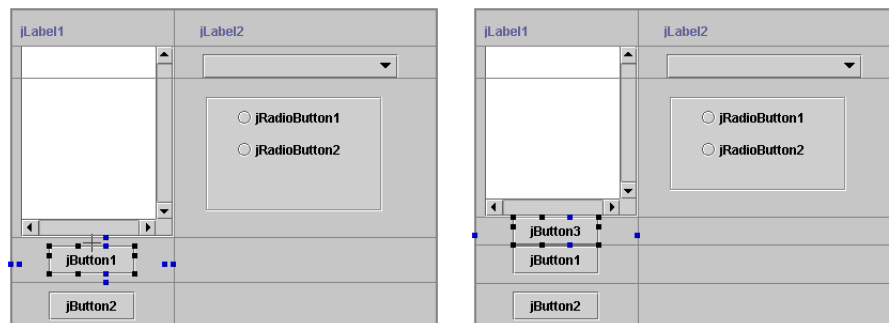 jLabel1
jLabel2
jRadioButton1
jRadioButton2
jButton1
jButton2
jLabel1
jLabel2
jRadioButton1
jRadioButton2
jButton3
jButton1
jButton2